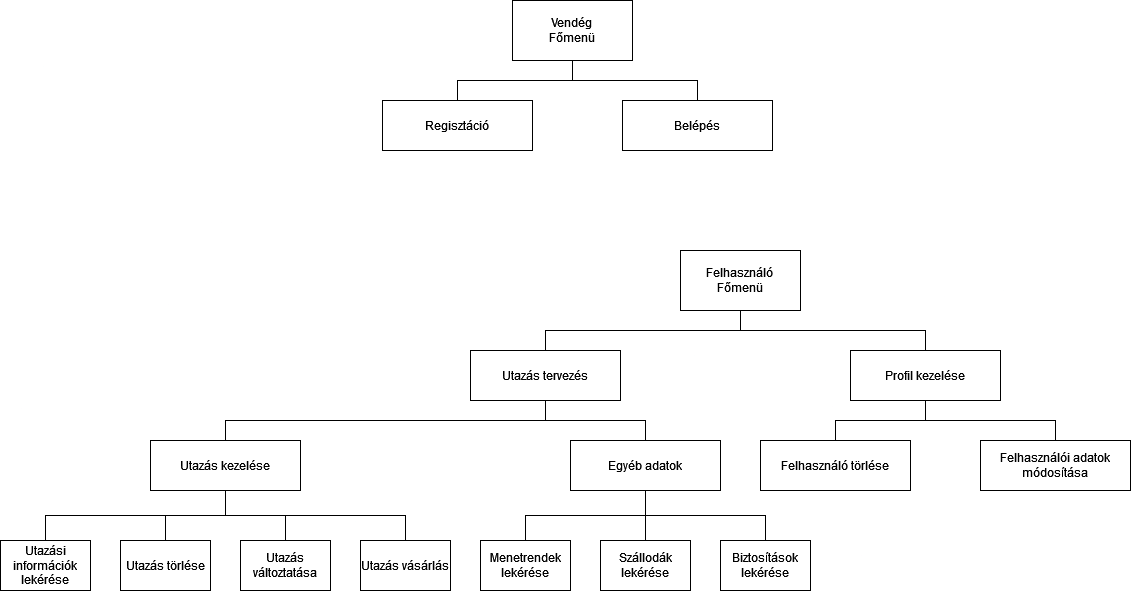 Vendég
Főmenü
Regisztáció
Belépés
Felhasználó
Főmenü
Utazás tervezés
Profil kezelése
Utazás kezelése
Egyéb adatok
Felhasználó törlése
Felhasználói adatok
módosítása
Utazási
információk
lekérése
Utazás törlése
Utazás
változtatása
Utazás vásárlás
Menetrendek
lekérése
Szállodák
lekérése
Biztosítások
lekérése